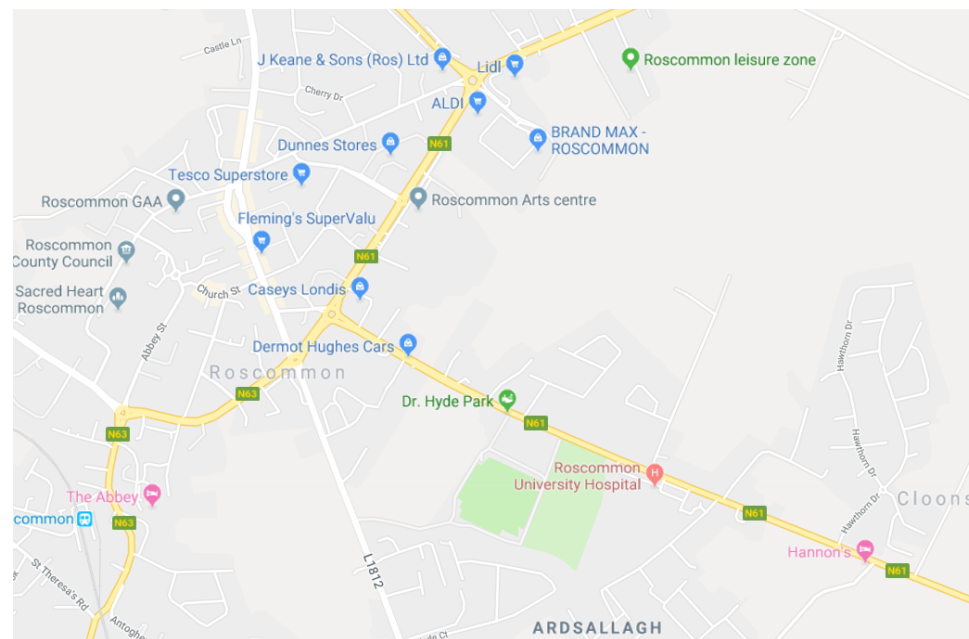 Castle Ln
J Keane & Sons (Ros) Ltd
Lidl
Roscommon leisure zone
Cherry Dr
ALDI
BRAND MAX -
ROSCOMMON
Dunnes Stores
N61
Tesco Superstore
Roscommon GAA
Roscommon Arts centre
Fleming's SuperValu
Roscommon
County Council
N61
Sacred Heart
Roscommon
Church St
Caseys Londis
Abbey St
Hawthorn Dr
Dermot Hughes Cars
Roscommon
N63
Dr. Hyde Park
N61
N63
Hawthorn Dr
Roscommon
University Hospital
The Abbey
Hawthorn Dr
Cloons
common
N63
N61
Hannon's
L1812
N61
St Theresa's Rd
Antoghe
ARDSALLAGH